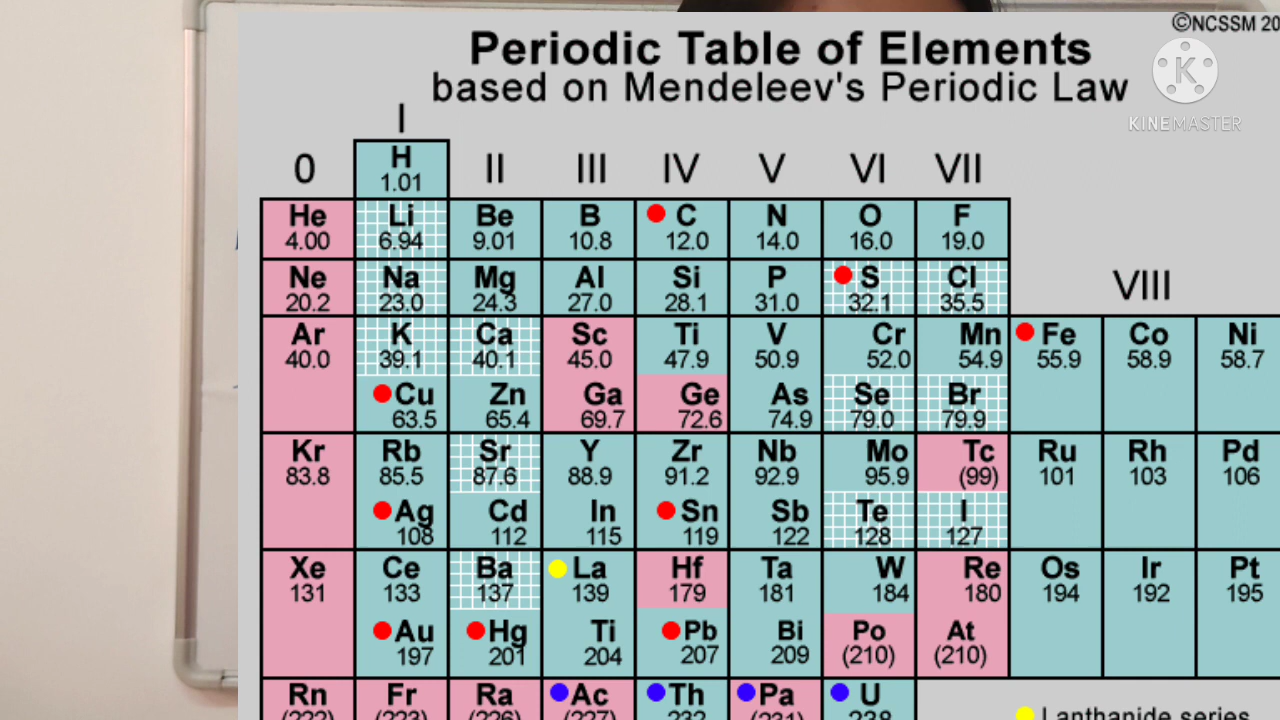 ©NCSSM 20
Periodic Table of Elements
based on Mendeleev's Periodic Law
KINEMASTER
I
0 H II III IV V VI VII
1.01
He Li Be B C N O F
4.00 6.94 9.01 10.8 12.0 14.0 16.0 19.0
Ne Na Mg Al Si P S Cl VIII
20.2 23.0 24.3 27.0 28.1 31.0 32.1 35.5
Ar K Ca Sc Ti V Cr Mn Fe Co Ni
40.0 39.1 40.1 45.0 47.9 50.9 52.0 54.9 55.9 58.9 58.7
Cu Zn Ga Ge As Se Br
63.5 65.4 69.7 72.6 74.9 79.0 79.9
Kr Rb Sr Y Zr Nb Mo Tc Ru Rh Pd
83.8 85.5 87.6 88.9 91.2 92.9 95.9 (99) 101 103 106
Ag Cd In Sn Sb Te I
108 112 115 119 122 128 127
Xe Ce Ba La Hf Ta W Re Os Ir Pt
131 133 137 139 179 181 184 180 194 192 195
Au Hg Ti Pb Bi Po At
197 201 204 207 209 (210) (210)
Rn Fr Ra Ac Th Pa U
(222) (223) (226) (227) 232 (231) 238
Lanthanide series